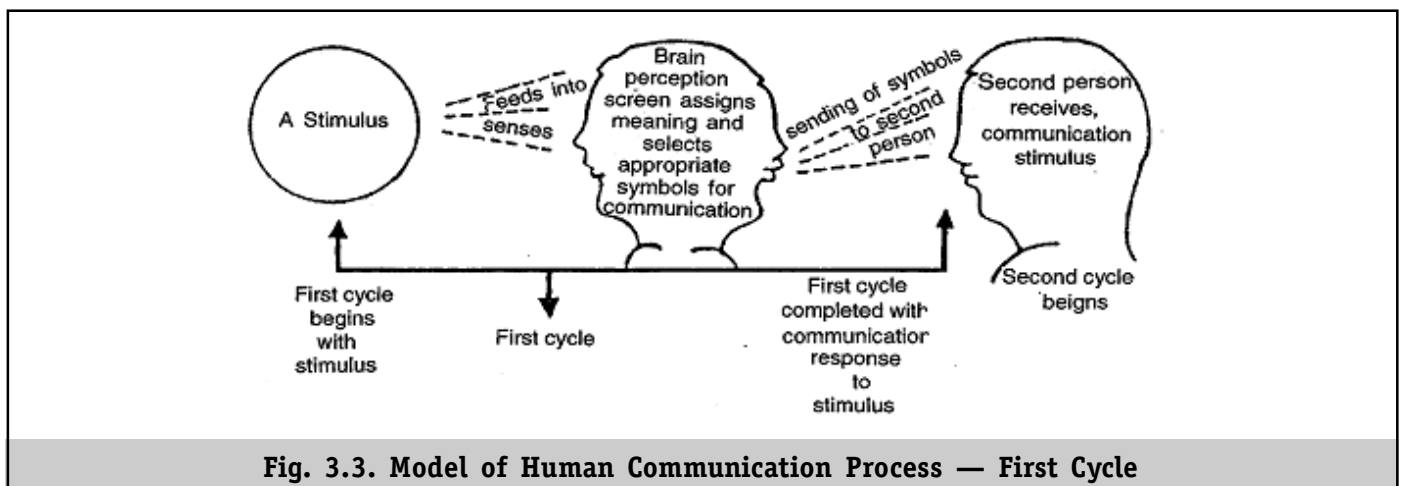 A Stimulus
Feeds into
senses
Brain
perception
screen assigns
meaning and
selects
appropriate
symbols for
communication
sending of symbols
to second
person
Second person
receives,
communication
stimulus
First cycle
begins
with
stimulus
First cycle
First cycle
completed with
communication
response
to
stimulus
Second cycle
beigns
Fig. 3.3. Model of Human Communication Process — First Cycle